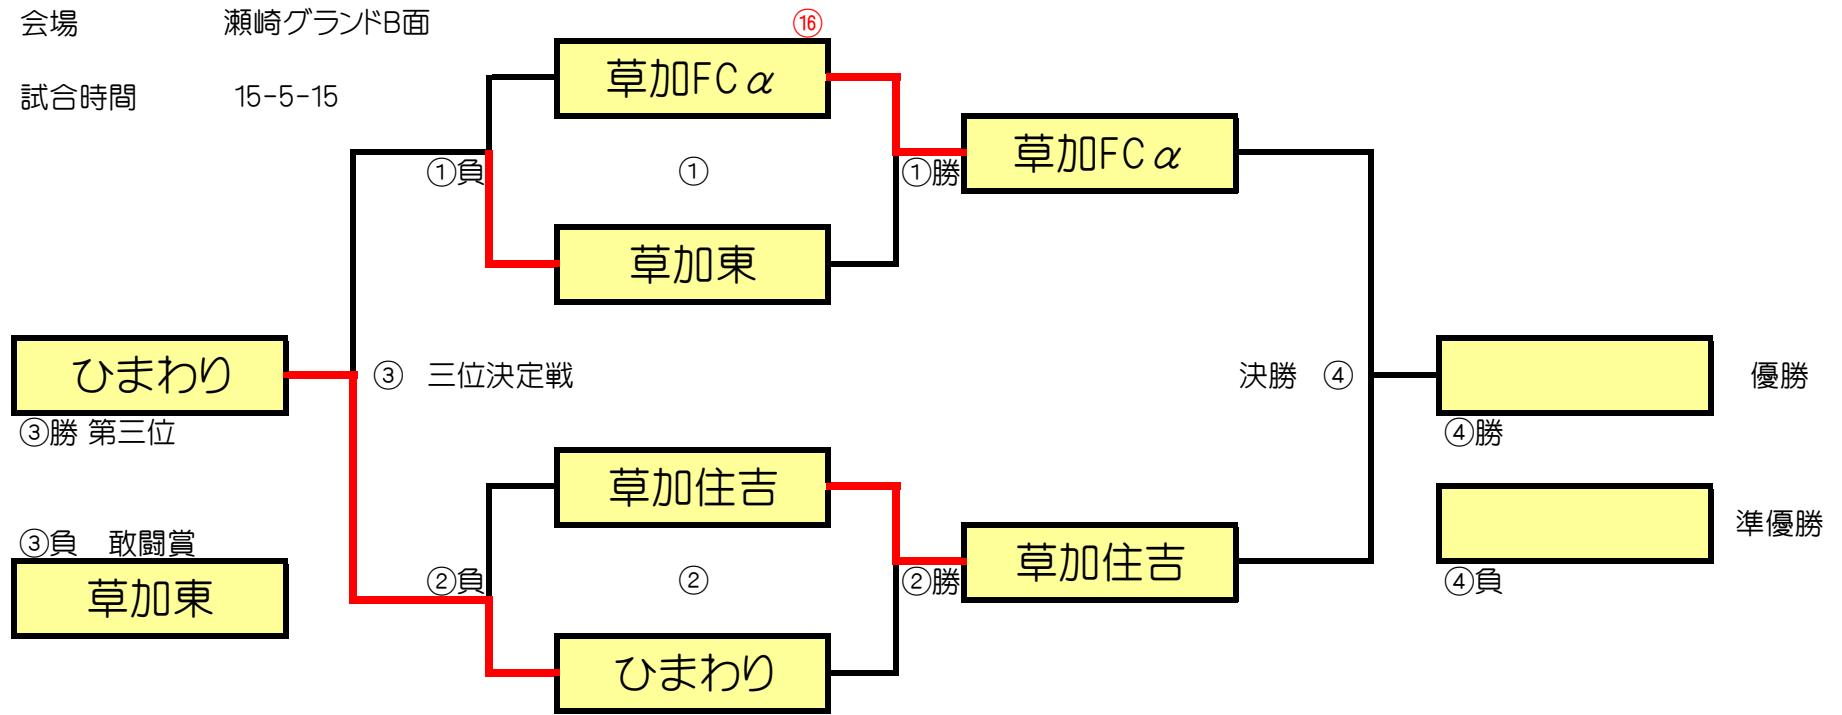 会場 瀬崎グランドB面
⑯
草加FCα
試合時間 15-5-15
草加FCα
①負 ① ①勝
草加東
ひまわり
③ 三位決定戦
決勝 ④
優勝
③勝 第三位
④勝
草加住吉
準優勝
③負 敢闘賞
草加住吉
草加東
②負 ② ②勝
④負
ひまわり